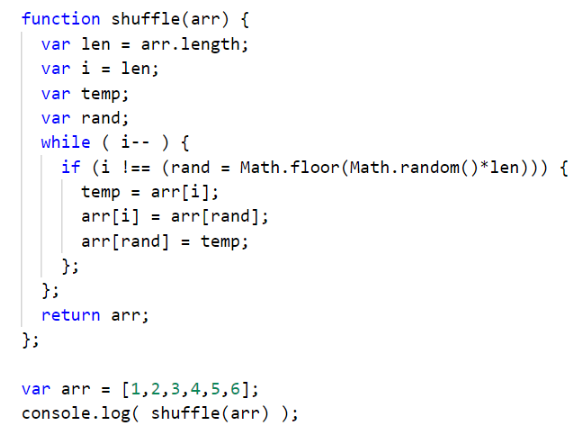 function shuffle(arr) {
  var len = arr.length;
  var i = len;
  var temp;
  var rand;
  while ( i-- ) {
    if (i !== (rand = Math.floor(Math.random()*len))) {
      temp = arr[i];
      arr[i] = arr[rand];
      arr[rand] = temp;
    };
  };
  return arr;
};

var arr = [1,2,3,4,5,6];
console.log( shuffle(arr) );